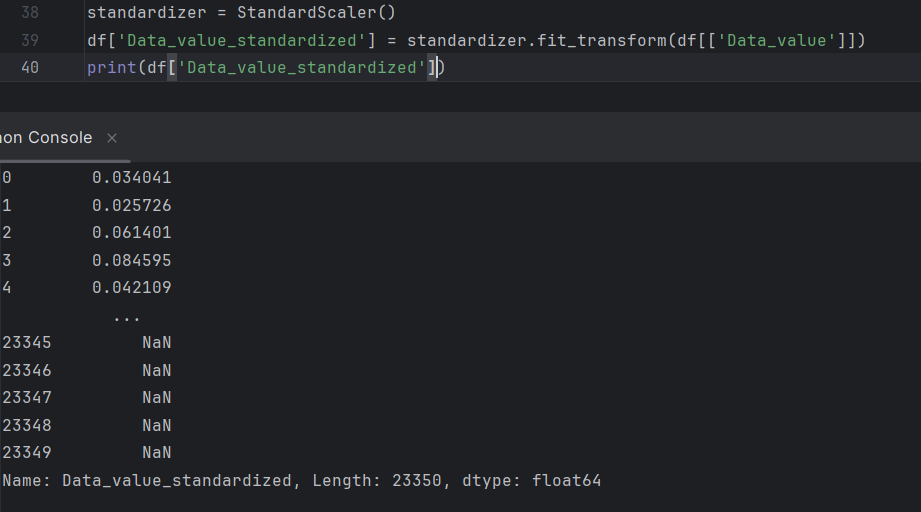 38 standardizer = StandardScaler()
39 df['Data_value_standardized'] = standardizer.fit_transform(df[['Data_value']])
40 print(df['Data_value_standardized'])
on Console ×
0 0.034041
1 0.025726
2 0.061401
3 0.084595
4 0.042109
...
23345 NaN
23346 NaN
23347 NaN
23348 NaN
23349 NaN
Name: Data_value_standardized, Length: 23350, dtype: float64